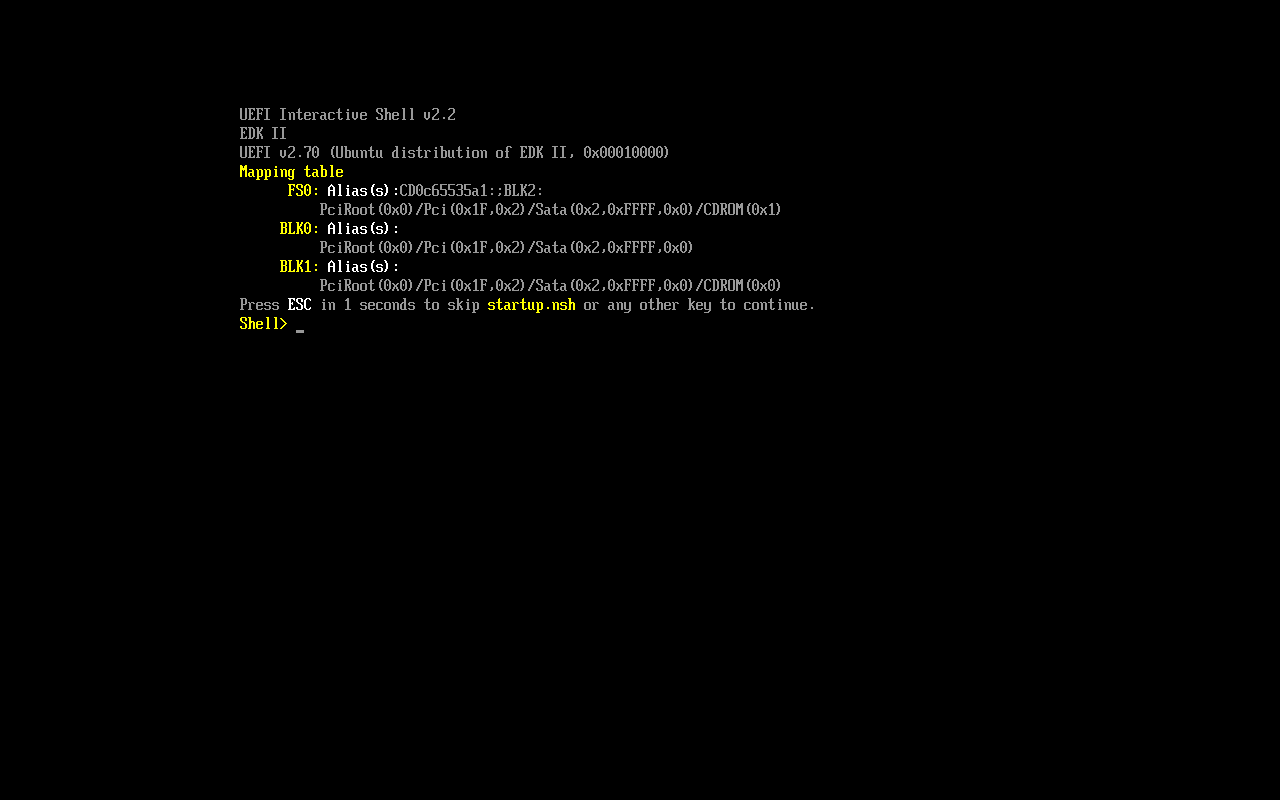 UEFI Interactive Shell v2.2
EDK II
UEFI v2.70 (Ubuntu distribution of EDK II, 0x00010000)
Mapping table
FS0: Alias(s):CD0c65535a1:;BLK2:
PciRoot(0x0)/Pci(0x1F,0x2)/Sata(0x2,0xFFFF,0x0)/CDROM(0x1)
BLK0: Alias(s):
PciRoot(0x0)/Pci(0x1F,0x2)/Sata(0x2,0xFFFF,0x0)
BLK1: Alias(s):
PciRoot(0x0)/Pci(0x1F,0x2)/Sata(0x2,0xFFFF,0x0)/CDROM(0x0)
Press ESC in 1 seconds to skip startup.nsh or any other key to continue.
Shell> _